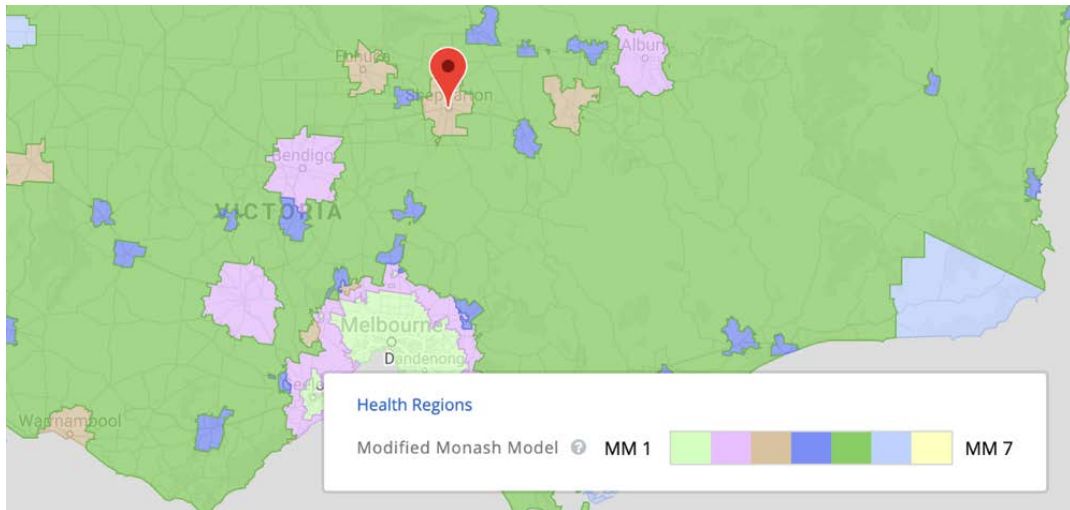 Echuca
Albury
Shepparton
Bendigo
VICTORIA
Melbourne
D
Dandenong
Warrnambool
Health Regions
Modified Monash Model ? MM 1 MM 7